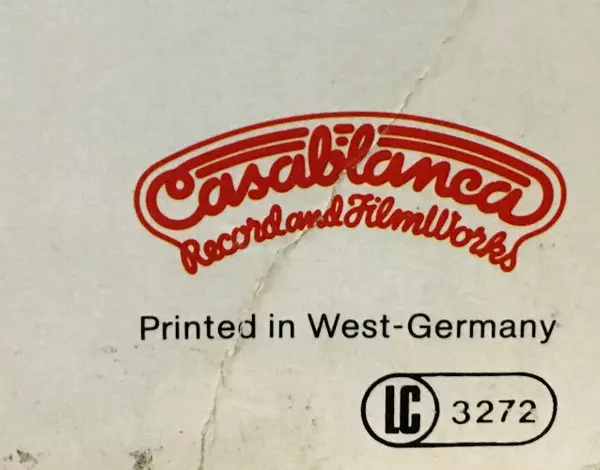 Casablanca
Record and FilmWorks
Printed in West-Germany
LC 3272